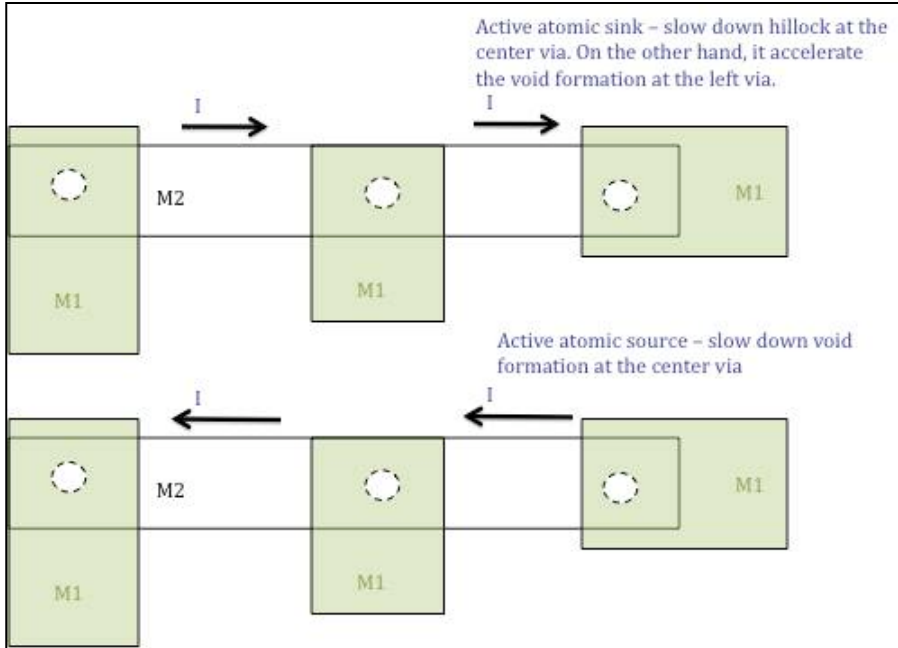 Active atomic sink – slow down hillock at the
center via. On the other hand, it accelerate
the void formation at the left via.
I
I
M2
M1
M1
M1
Active atomic source – slow down void
formation at the center via
I
I
M2
M1
M1
M1